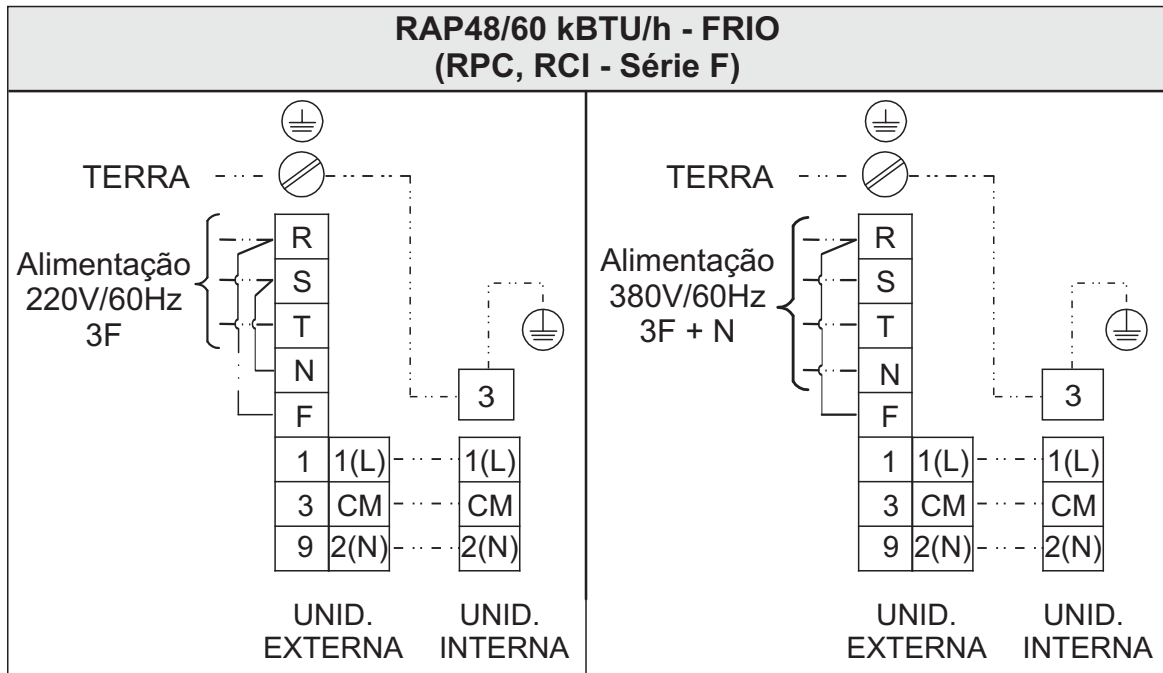 RAP48/60 kBTU/h - FRIO
(RPC, RCI - Série F)
TERRA
Alimentação
220V/60Hz
3F
R
S
T
N
F
1 1(L)
3 CM
9 2(N)
3
1(L)
CM
2(N)
UNID.
EXTERNA
UNID.
INTERNA
TERRA
Alimentação
380V/60Hz
3F + N
R
S
T
N
F
1 1(L)
3 CM
9 2(N)
3
1(L)
CM
2(N)
UNID.
EXTERNA
UNID.
INTERNA